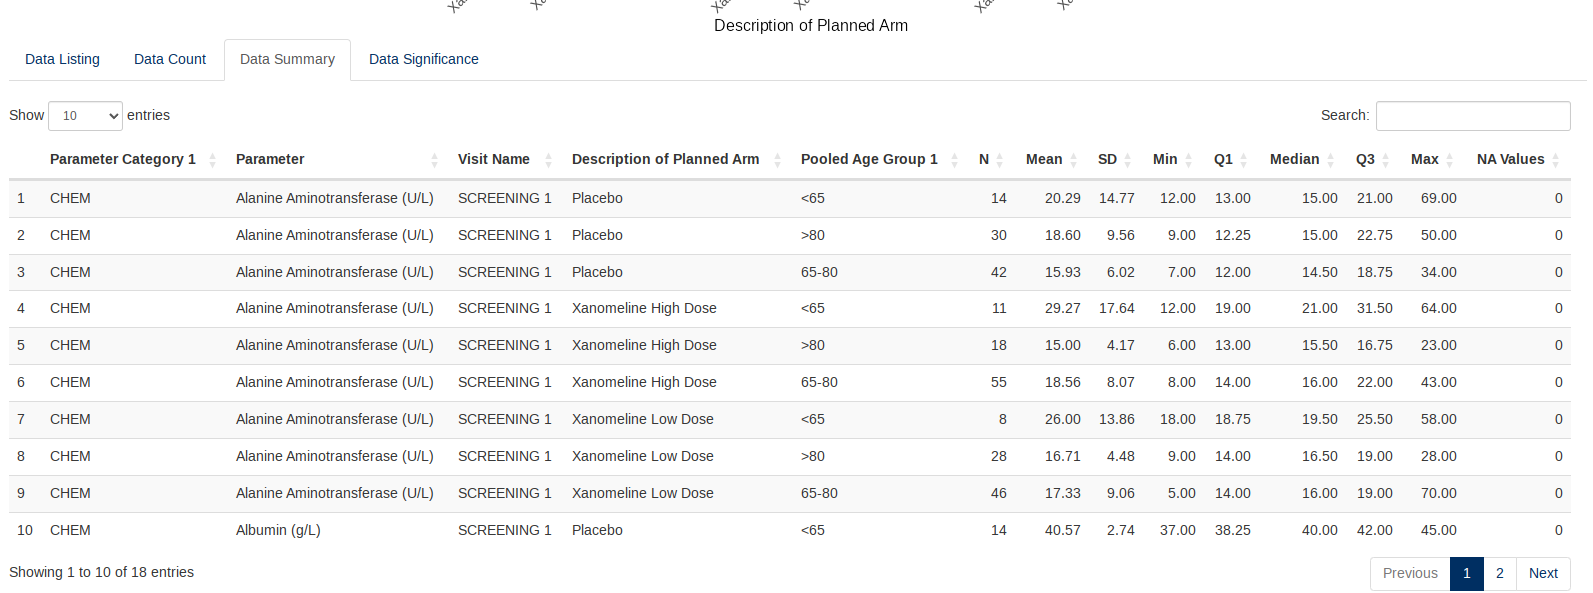 Description of Planned Arm
Data Listing Data Count Data Summary Data Significance
Show 10 entries Search:
Parameter Category 1 Parameter Visit Name Description of Planned Arm Pooled Age Group 1 N Mean SD Min Q1 Median Q3 Max NA Values
1 CHEM Alanine Aminotransferase (U/L) SCREENING 1 Placebo <65 14 20.29 14.77 12.00 13.00 15.00 21.00 69.00 0
2 CHEM Alanine Aminotransferase (U/L) SCREENING 1 Placebo >80 30 18.60 9.56 9.00 12.25 15.00 22.75 50.00 0
3 CHEM Alanine Aminotransferase (U/L) SCREENING 1 Placebo 65-80 42 15.93 6.02 7.00 12.00 14.50 18.75 34.00 0
4 CHEM Alanine Aminotransferase (U/L) SCREENING 1 Xanomeline High Dose <65 11 29.27 17.64 12.00 19.00 21.00 31.50 64.00 0
5 CHEM Alanine Aminotransferase (U/L) SCREENING 1 Xanomeline High Dose >80 18 15.00 4.17 6.00 13.00 15.50 16.75 23.00 0
6 CHEM Alanine Aminotransferase (U/L) SCREENING 1 Xanomeline High Dose 65-80 55 18.56 8.07 8.00 14.00 16.00 22.00 43.00 0
7 CHEM Alanine Aminotransferase (U/L) SCREENING 1 Xanomeline Low Dose <65 8 26.00 13.86 18.00 18.75 19.50 25.50 58.00 0
8 CHEM Alanine Aminotransferase (U/L) SCREENING 1 Xanomeline Low Dose >80 28 16.71 4.48 9.00 14.00 16.50 19.00 28.00 0
9 CHEM Alanine Aminotransferase (U/L) SCREENING 1 Xanomeline Low Dose 65-80 46 17.33 9.06 5.00 14.00 16.00 19.00 70.00 0
10 CHEM Albumin (g/L) SCREENING 1 Placebo <65 14 40.57 2.74 37.00 38.25 40.00 42.00 45.00 0
Showing 1 to 10 of 18 entries Previous 1 2 Next